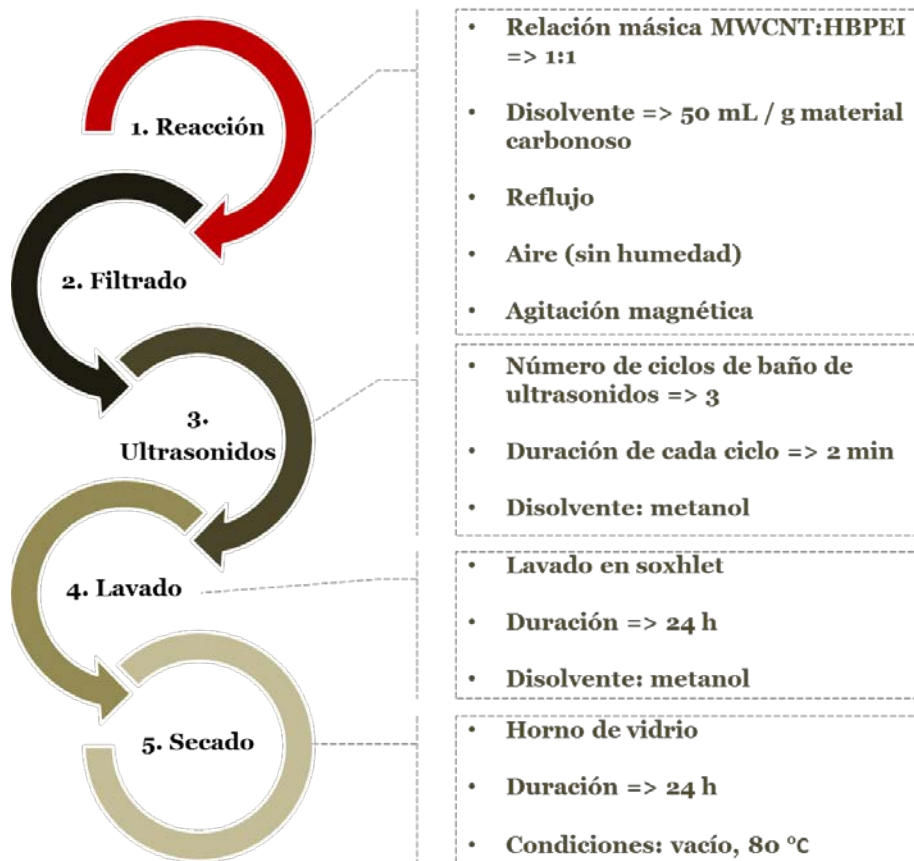 1. Reacción
• Relación másica MWCNT:HBPEI
=> 1:1
• Disolvente => 50 mL / g material
carbonoso
• Reflujo
• Aire (sin humedad)
• Agitación magnética
2. Filtrado
3.
Ultrasonidos
• Número de ciclos de baño de
ultrasonidos => 3
• Duración de cada ciclo => 2 min
• Disolvente: metanol
4. Lavado
• Lavado en soxhlet
• Duración => 24 h
• Disolvente: metanol
5. Secado
• Horno de vidrio
• Duración => 24 h
• Condiciones: vacío, 80 °C